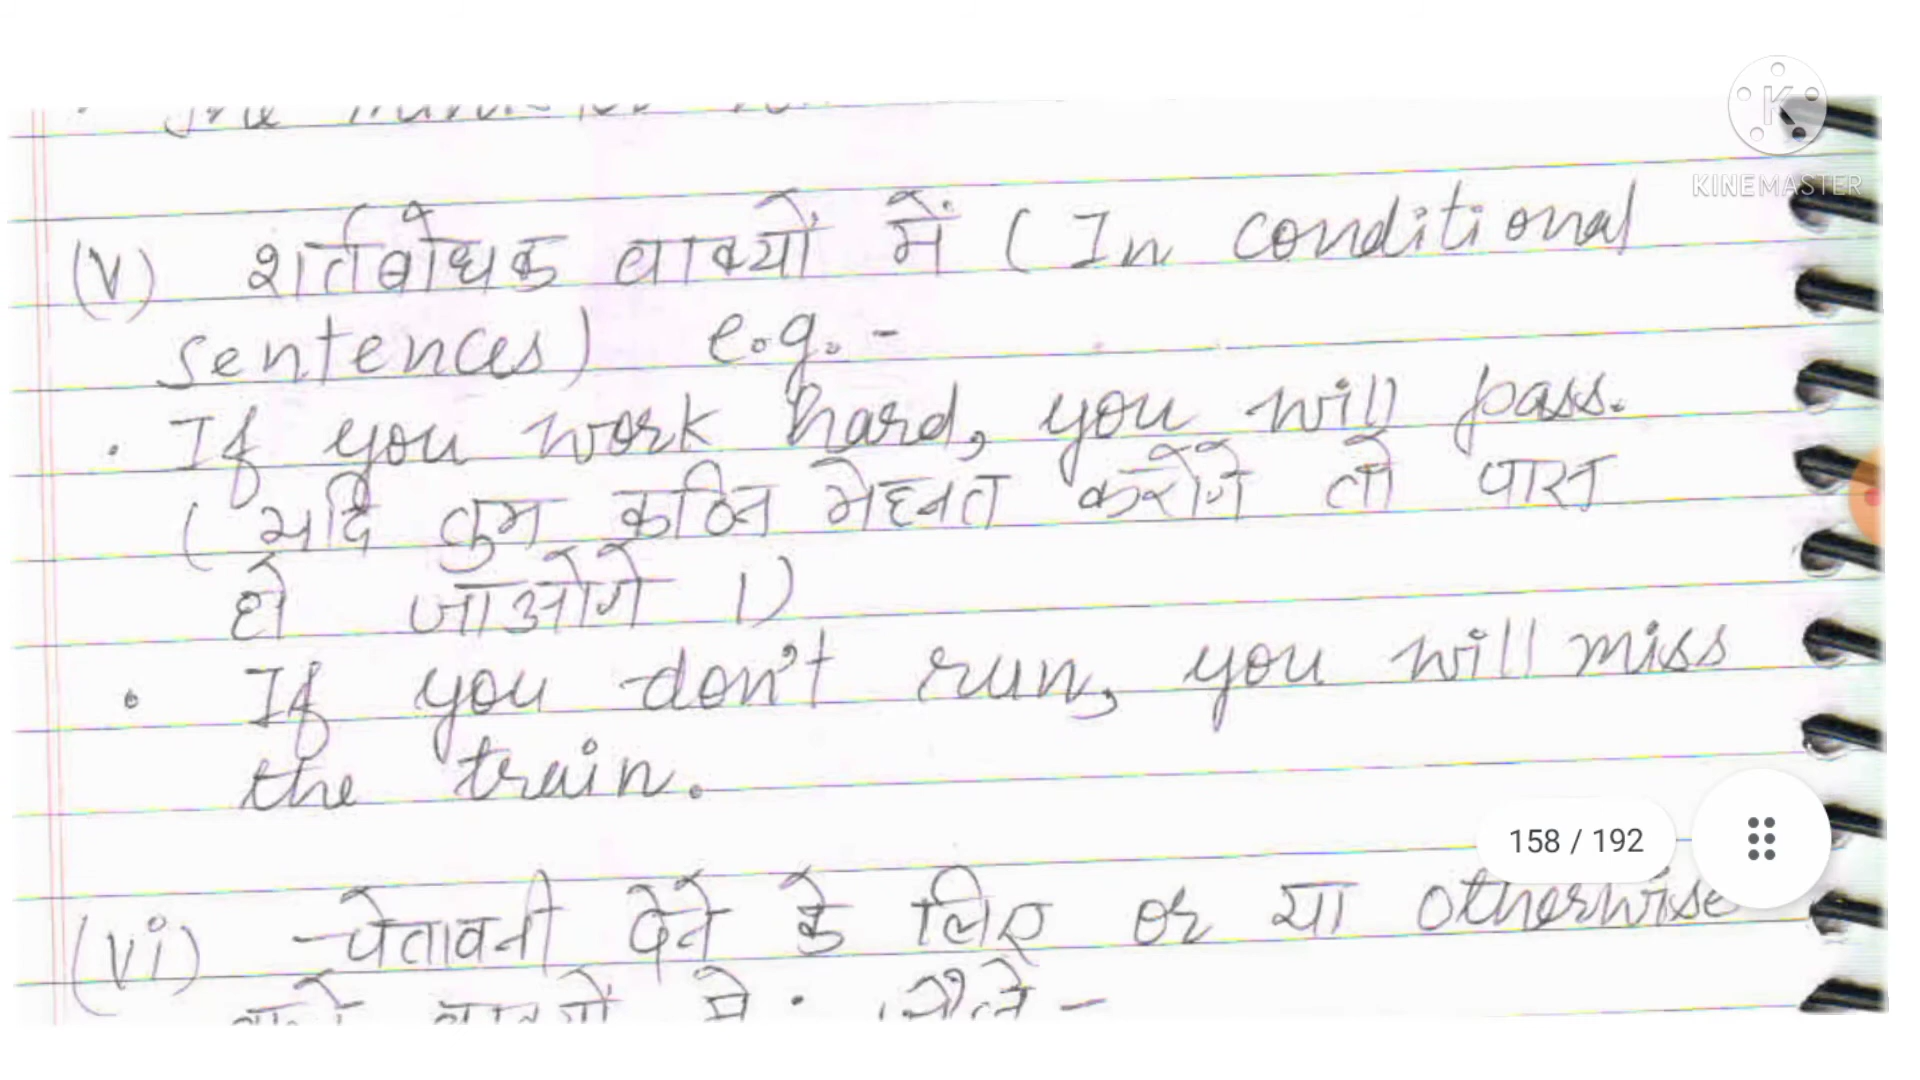 KINEMASTER
(V) शर्तबोधक वाक्यों में (In conditional
sentences) e.g. -
· If you work hard, you will pass.
(यदि तुम कठिन मेहनत करोगे तो पास
हो जाओगे ।)
· If you don't run, you will miss
the train.
158 / 192
(vi) चेतावनी देने के लिए or या otherwise
वाले वाक्यों में . जैसे -